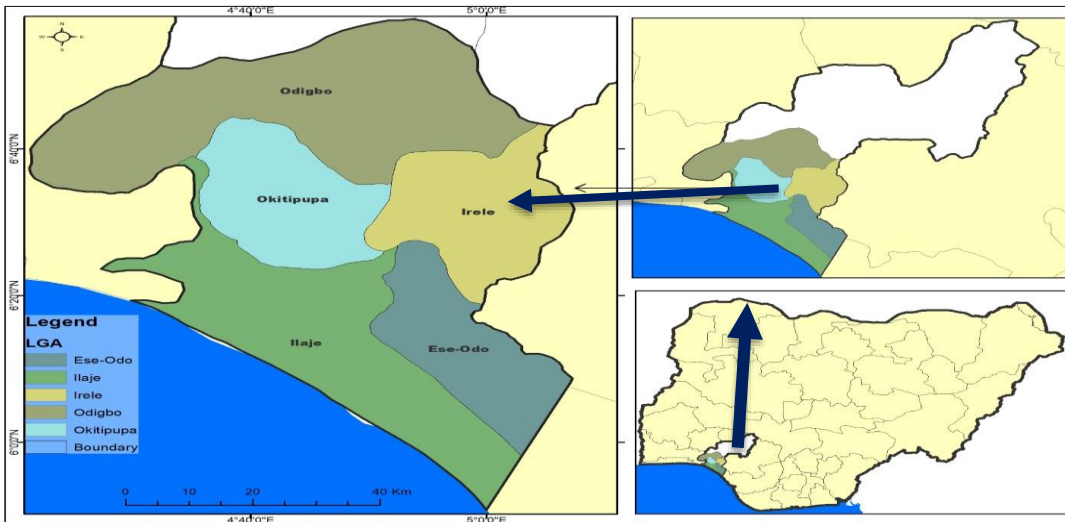 4°40'0"E
5°0'0"E
N
W
E
S
Odigbo
6°40'0"N
Okitipupa
Irele
6°20'0"N
Legend
LGA
Ilaje
Ese-Odo
Ese-Odo
Ilaje
Irele
Odigbo
6°0'0"N
Okitipupa
Boundary
0
10
20
40 Km
4°40'0"E
5°0'0"E